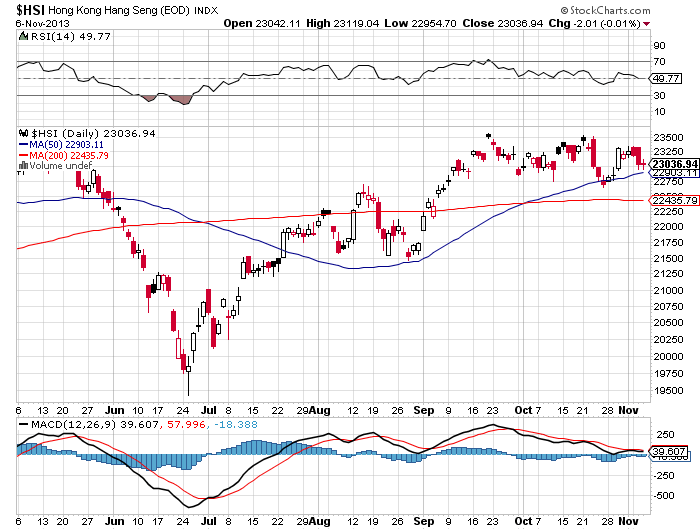 $HSI Hong Kong Hang Seng (EOD) INDX © StockCharts.com
6-Nov-2013 Open 23042.11 High 23119.04 Low 22954.70 Close 23036.94 Chg -2.01 (-0.01%)
RSI(14) 49.77
90
70
49.77
30
10
$HSI (Daily) 23036.94
MA(50) 22903.11
MA(200) 22435.79
Volume undef
23500
23250
23036.94
22903.11
22750
22435.79
22250
22000
21750
21500
21250
21000
20750
20500
20250
20000
19750
19500
6 13 20 27 Jun 10 17 24 Jul 8 15 22 29 Aug 12 19 26 Sep 9 16 23 Oct 7 15 21 28 Nov
MACD(12,26,9) 39.607, 57.996, -18.388
250
39.607
-250
-500
6 13 20 27 Jun 10 17 24 Jul 8 15 22 29 Aug 12 19 26 Sep 9 16 23 Oct 7 15 21 28 Nov